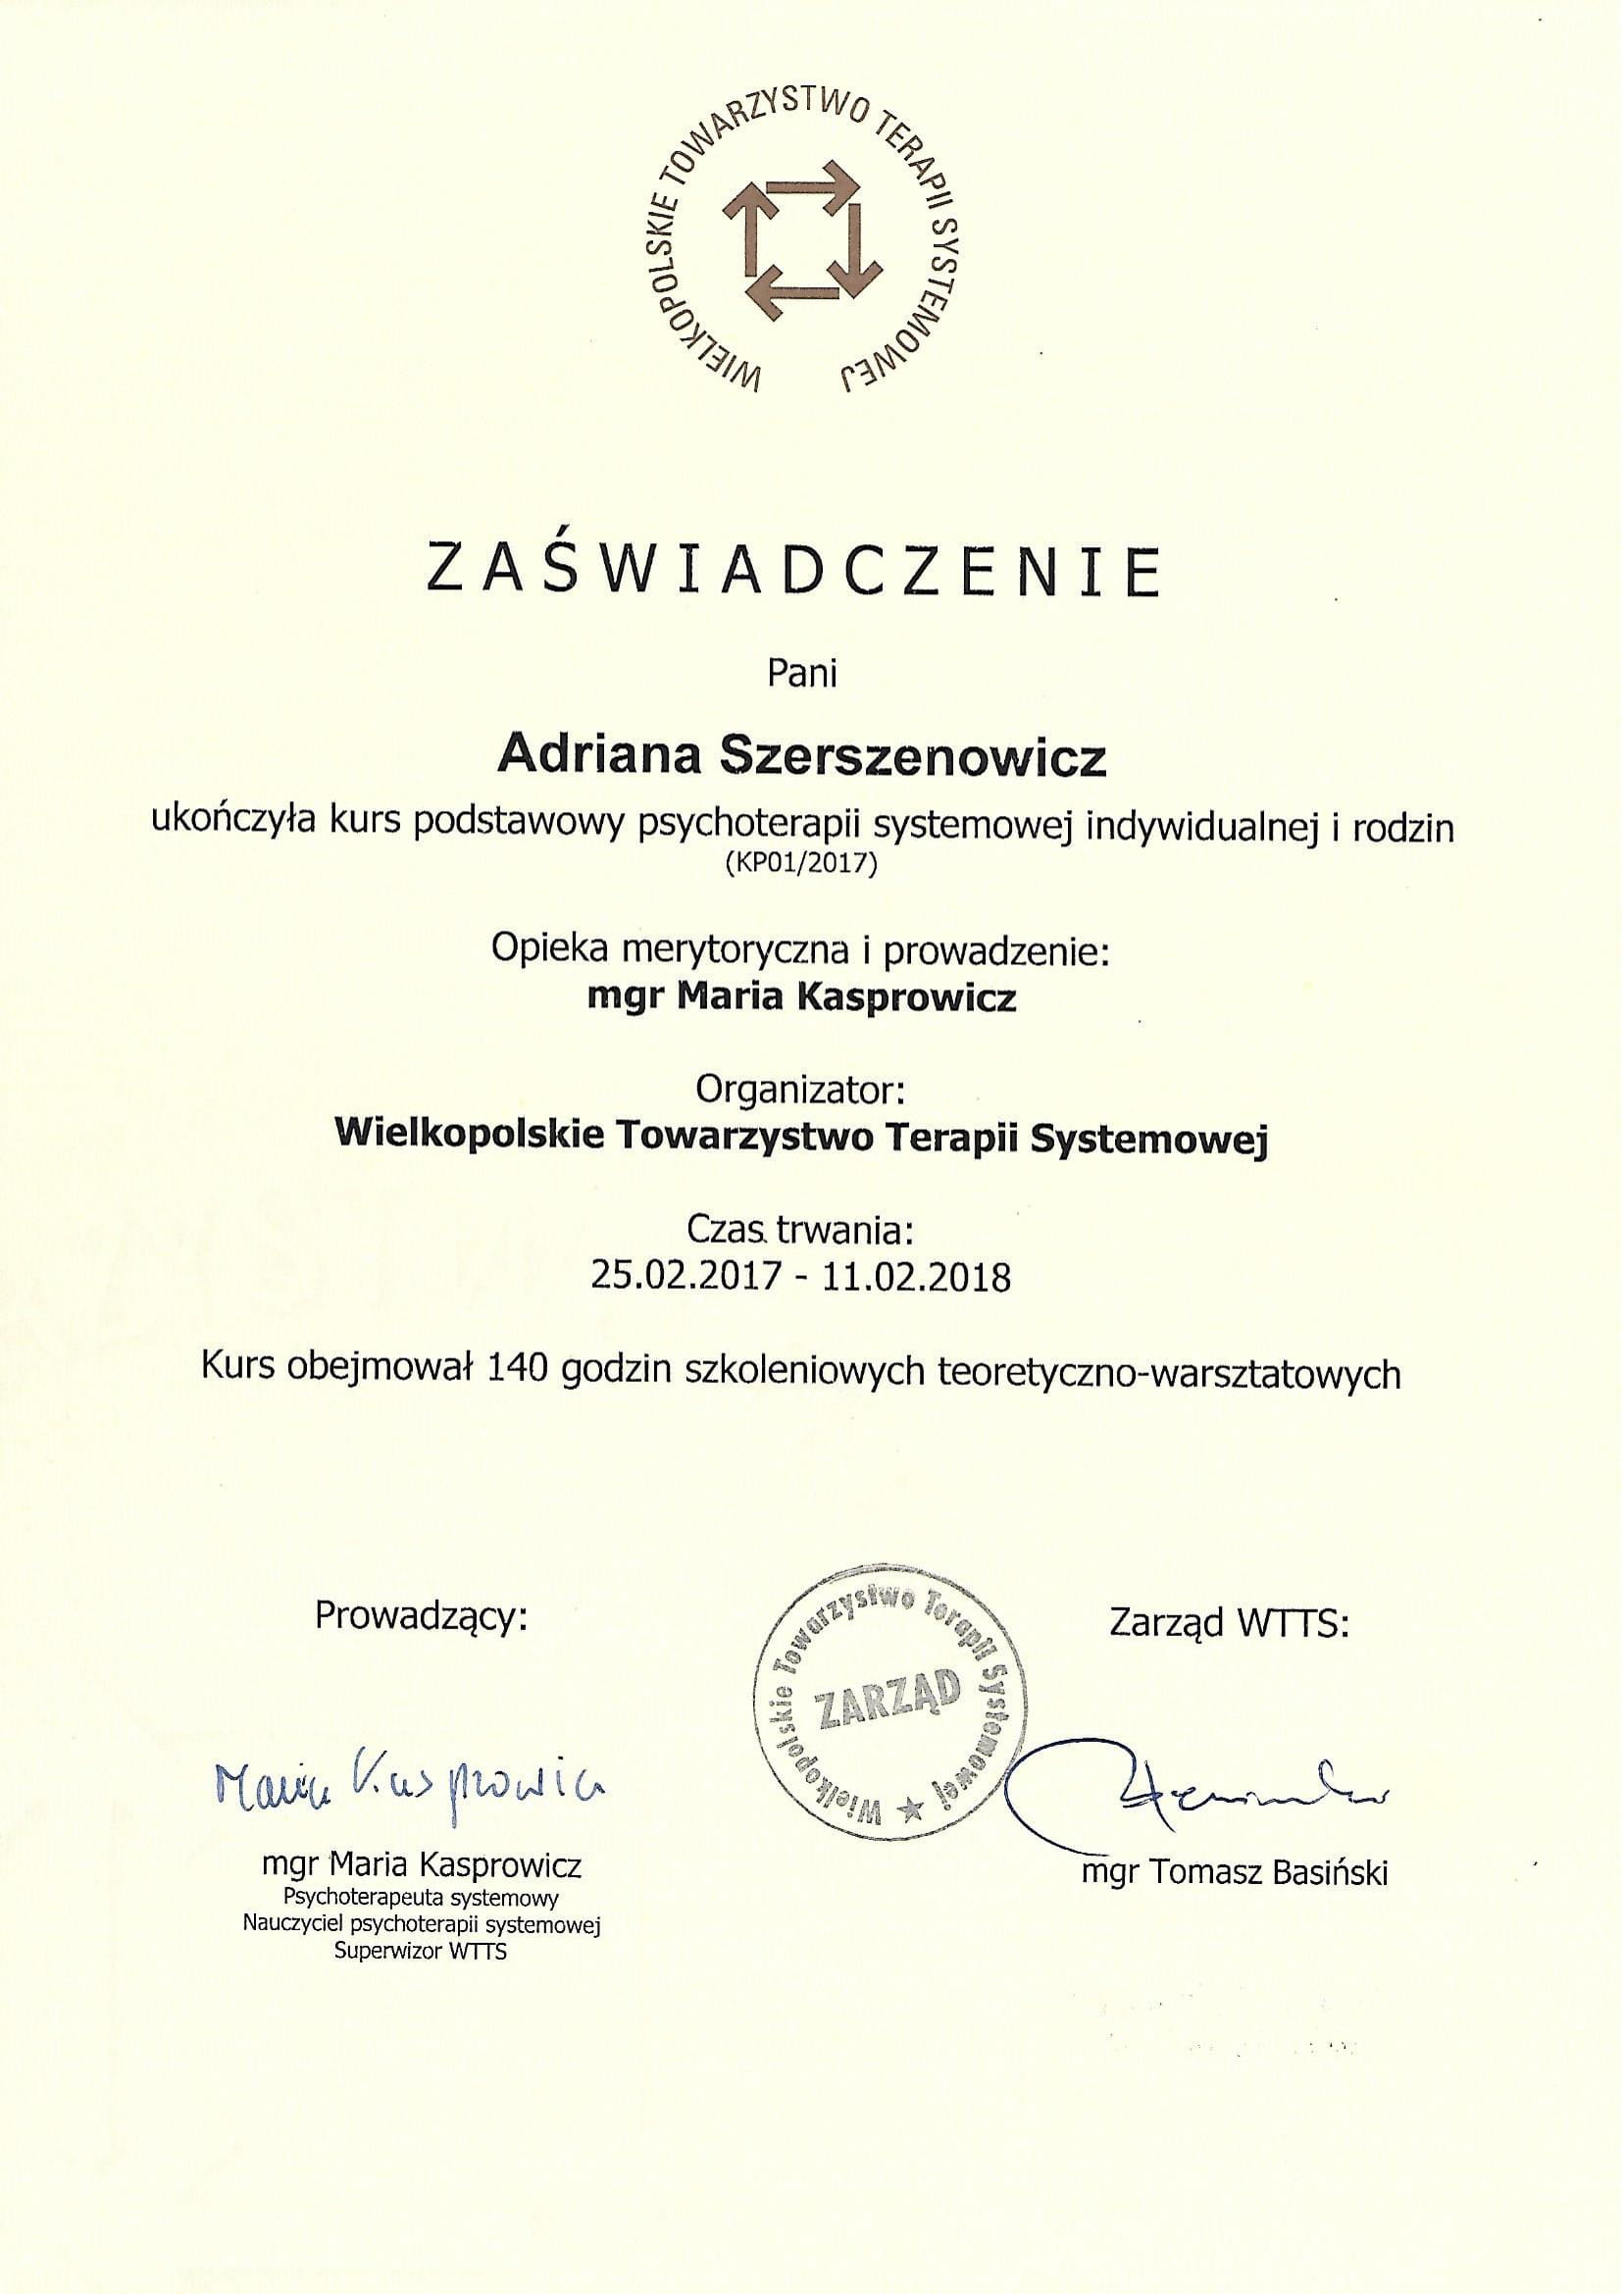 WIELKOPOLSKIE TOWARZYSTWO TERAPII SYSTEMOWEJ
ZAŚWIADCZENIE
Pani
Adriana Szerszenowicz
ukończyła kurs podstawowy psychoterapii systemowej indywidualnej i rodzin
(KP01/2017)
Opieka merytoryczna i prowadzenie:
mgr Maria Kasprowicz
Organizator:
Wielkopolskie Towarzystwo Terapii Systemowej
Czas trwania:
25.02.2017 - 11.02.2018
Kurs obejmował 140 godzin szkoleniowych teoretyczno-warsztatowych
Prowadzący:
Wielkopolskie Towarzystwo Terapii Systemowej
ZARZĄD
Zarząd WTTS:
Maria Kasprowicz
mgr Maria Kasprowicz
Psychoterapeuta systemowy
Nauczyciel psychoterapii systemowej
Superwizor WTTS
mgr Tomasz Basiński